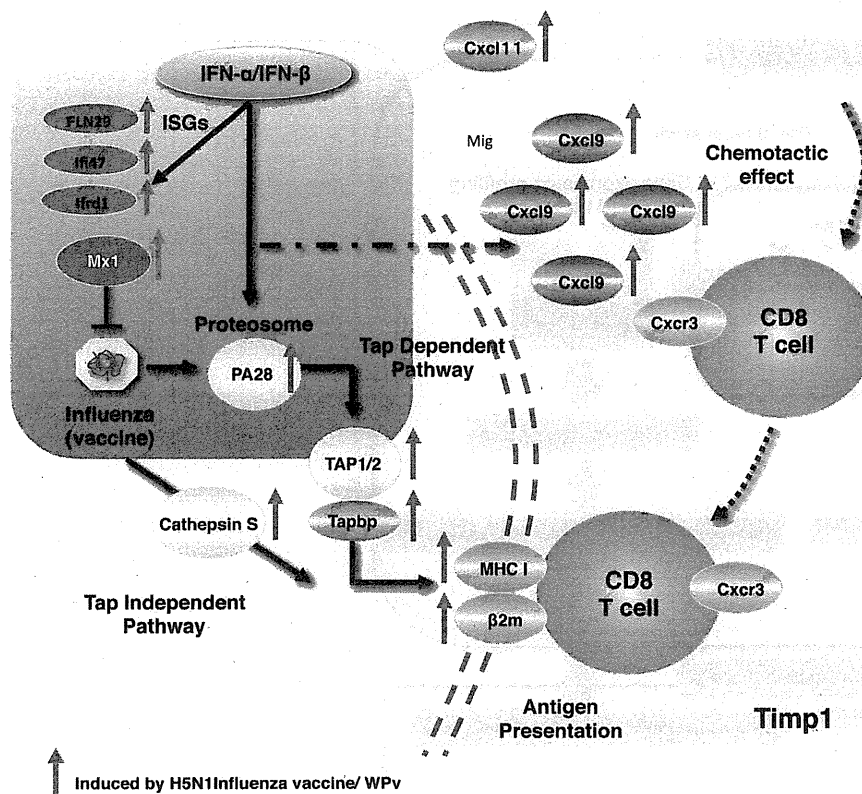 Cxcl11
IFN-α/IFN-β
FLN29
ISGs
Ifi47
Ifrd1
Mx1
Mig
Cxcl9
Cxcl9
Cxcl9
Cxcl9
Chemotactic
effect
Cxcr3
CD8
T cell
Proteosome
PA28
Tap Dependent
Pathway
Influenza
(vaccine)
TAP1/2
Tapbp
Cathepsin S
Tap Independent
Pathway
MHC I
β2m
CD8
T cell
Cxcr3
Antigen
Presentation
Timp1
Induced by H5N1Influenza vaccine/ WPv